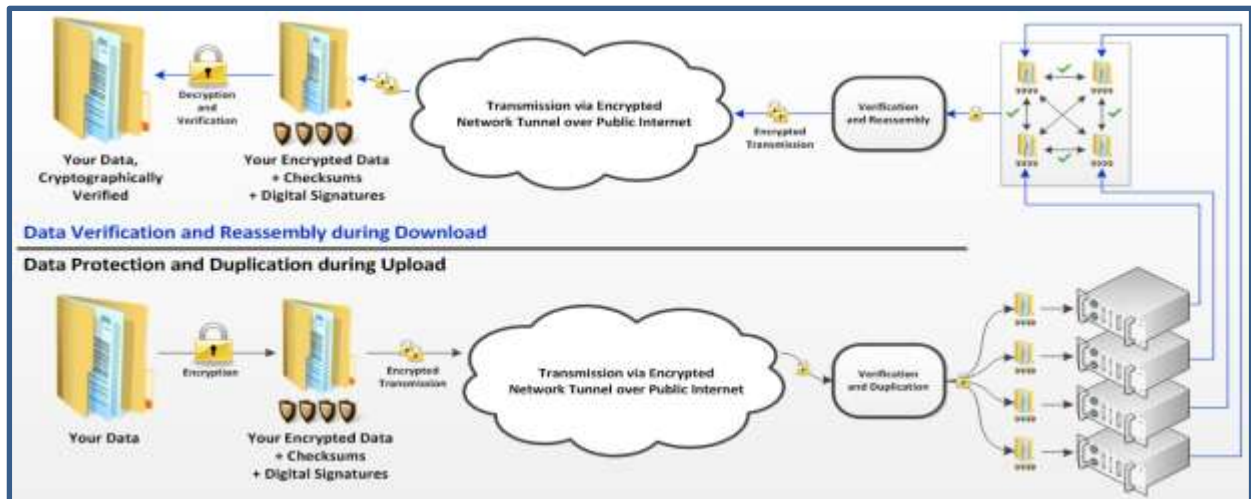 Decryption
and
Verification
Your Data,
Cryptographically
Verified
Your Encrypted Data
+ Checksums
+ Digital Signatures
Transmission via Encrypted
Network Tunnel over Public Internet
Encrypted
Transmission
Verification
and Reassembly
Data Verification and Reassembly during Download
Data Protection and Duplication during Upload
Your Data
Encryption
Your Encrypted Data
+ Checksums
+ Digital Signatures
Encrypted
Transmission
Transmission via Encrypted
Network Tunnel over Public Internet
Verification
and Duplication